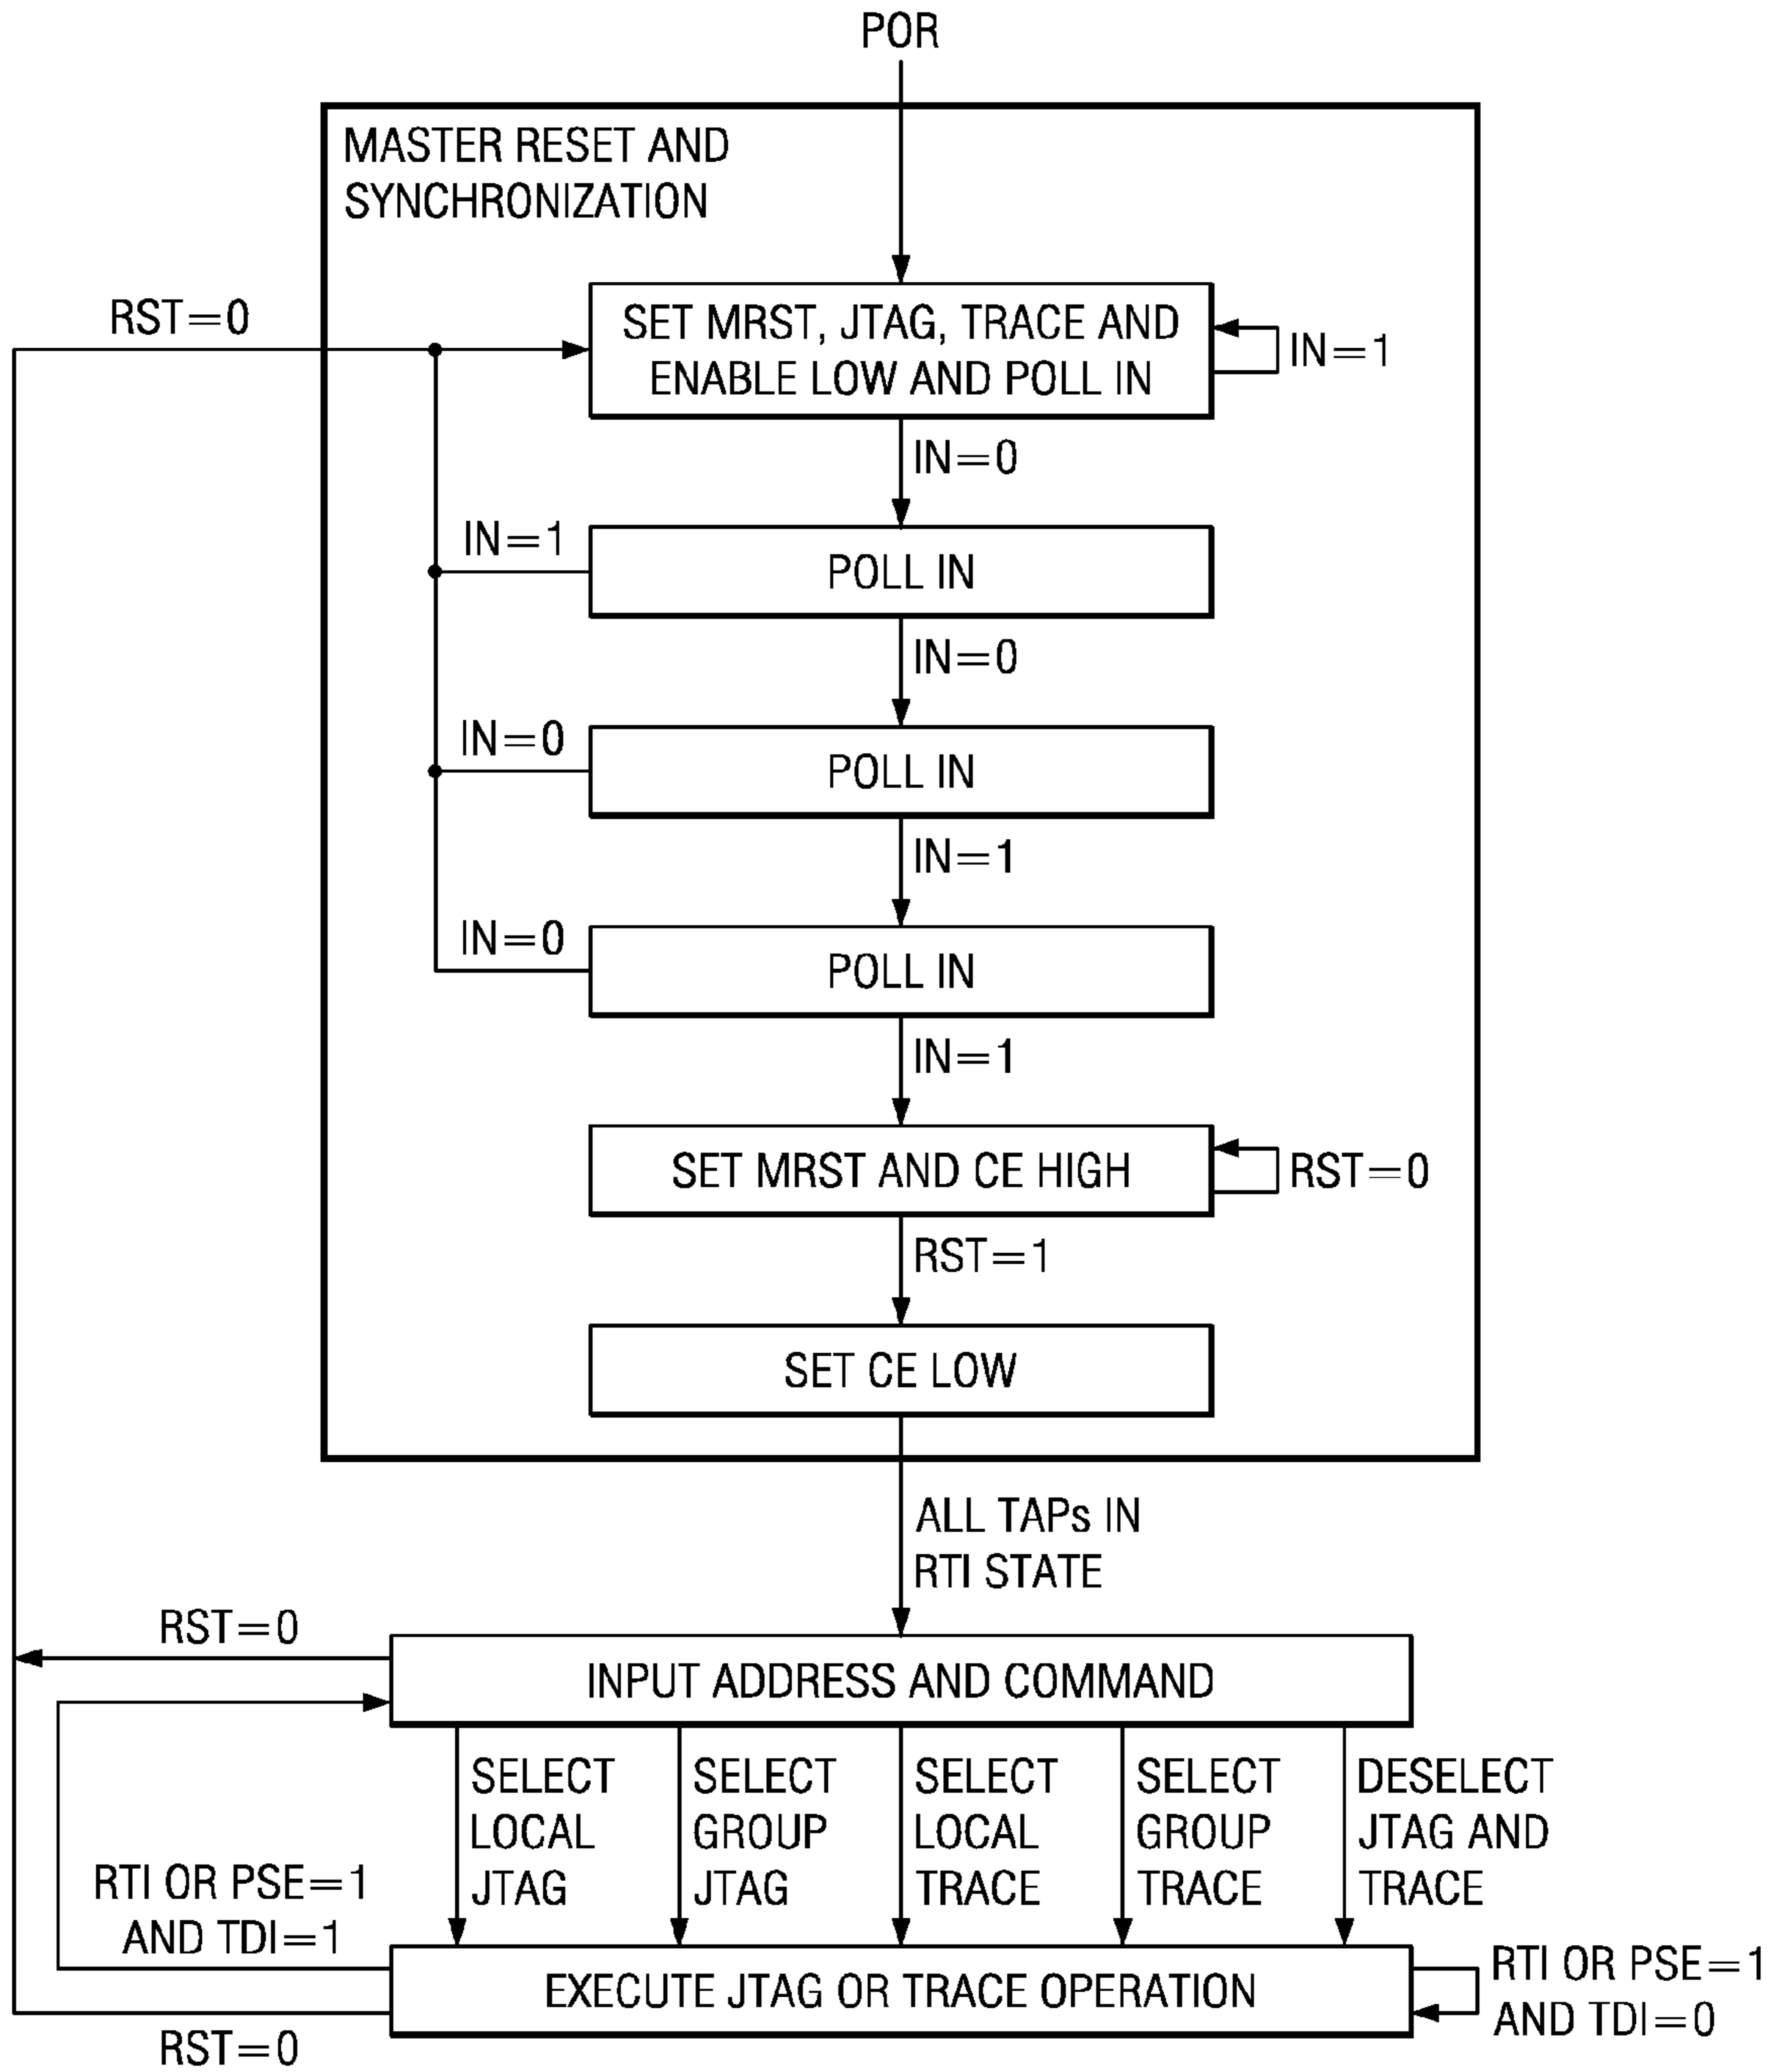 POR
MASTER RESET AND
SYNCHRONIZATION
RST=0
SET MRST, JTAG, TRACE AND
ENABLE LOW AND POLL IN
IN=1
IN=0
IN=1
POLL IN
IN=0
IN=0
POLL IN
IN=1
IN=0
POLL IN
IN=1
SET MRST AND CE HIGH
RST=0
RST=1
SET CE LOW
ALL TAPs IN
RTI STATE
RST=0
INPUT ADDRESS AND COMMAND
SELECT
LOCAL
JTAG
SELECT
GROUP
JTAG
SELECT
LOCAL
TRACE
SELECT
GROUP
TRACE
DESELECT
JTAG AND
TRACE
RTI OR PSE=1
AND TDI=1
EXECUTE JTAG OR TRACE OPERATION
RTI OR PSE=1
AND TDI=0
RST=0